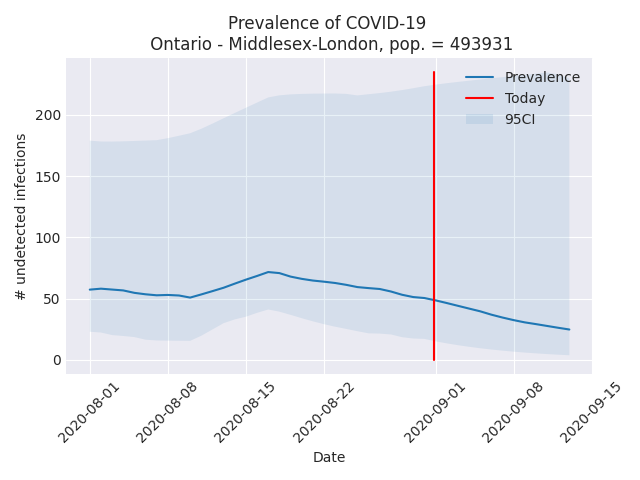 Prevalence of COVID-19
Ontario - Middlesex-London, pop. = 493931
# undetected infections
200
150
100
50
0
Prevalence
Today
95CI
2020-08-01
2020-08-08
2020-08-15
2020-08-22
2020-09-01
2020-09-08
2020-09-15
Date